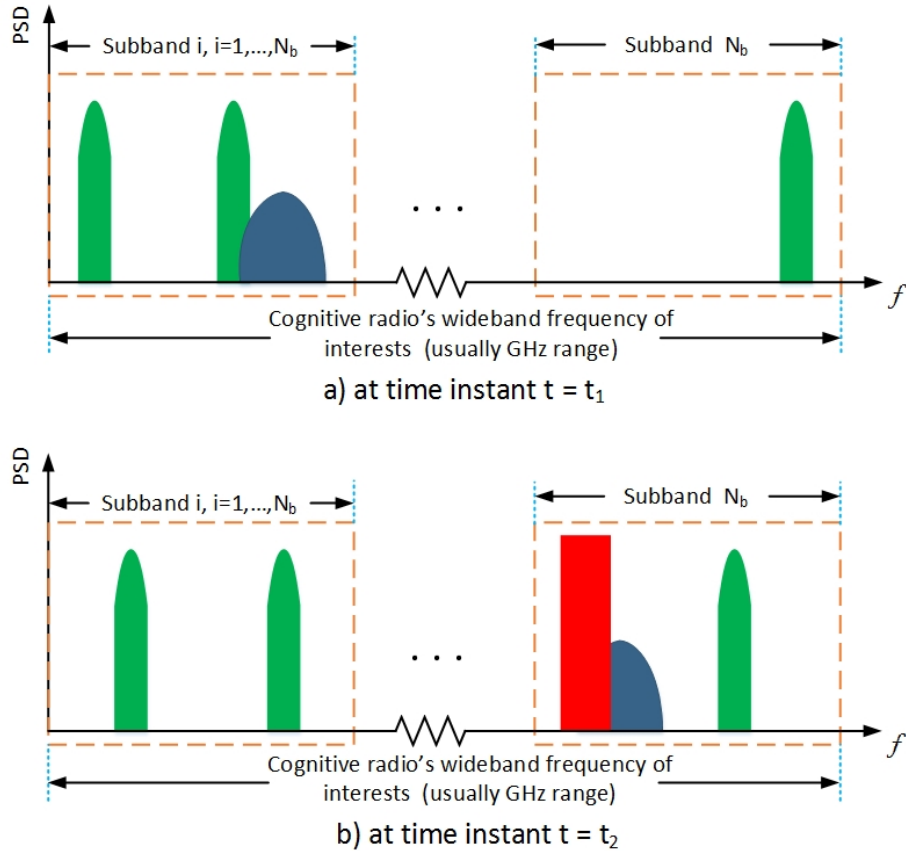 PSD
Subband i, i=1,...,N_b
Subband N_b
. . .
f
Cognitive radio's wideband frequency of
interests (usually GHz range)
a) at time instant t = t_1
PSD
Subband i, i=1,...,N_b
Subband N_b
. . .
f
Cognitive radio's wideband frequency of
interests (usually GHz range)
b) at time instant t = t_2